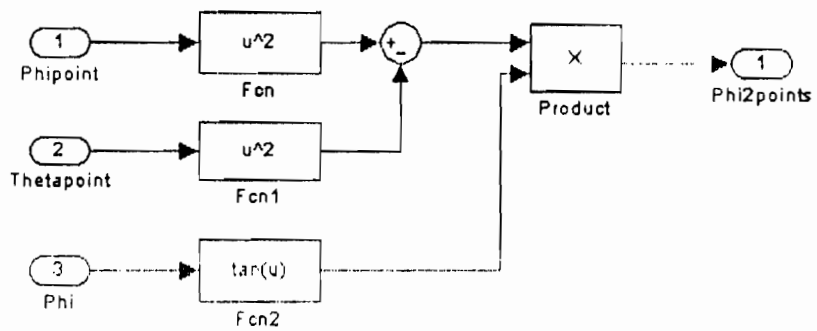 1
Phipoint
u^2
Fcn
+
-
×
Product
1
Phi2points
2
Thetapoint
u^2
Fcn1
3
Phi
tan(u)
Fcn2